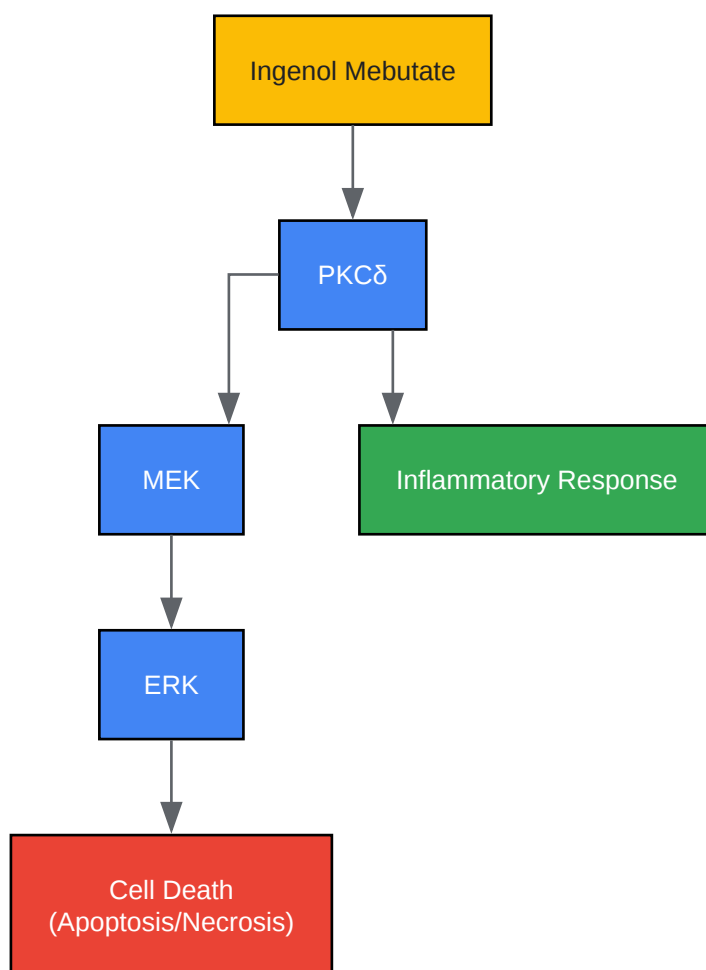 Ingenol Mebutate
PKCδ
MEK
Inflammatory Response
ERK
Cell Death
(Apoptosis/Necrosis)